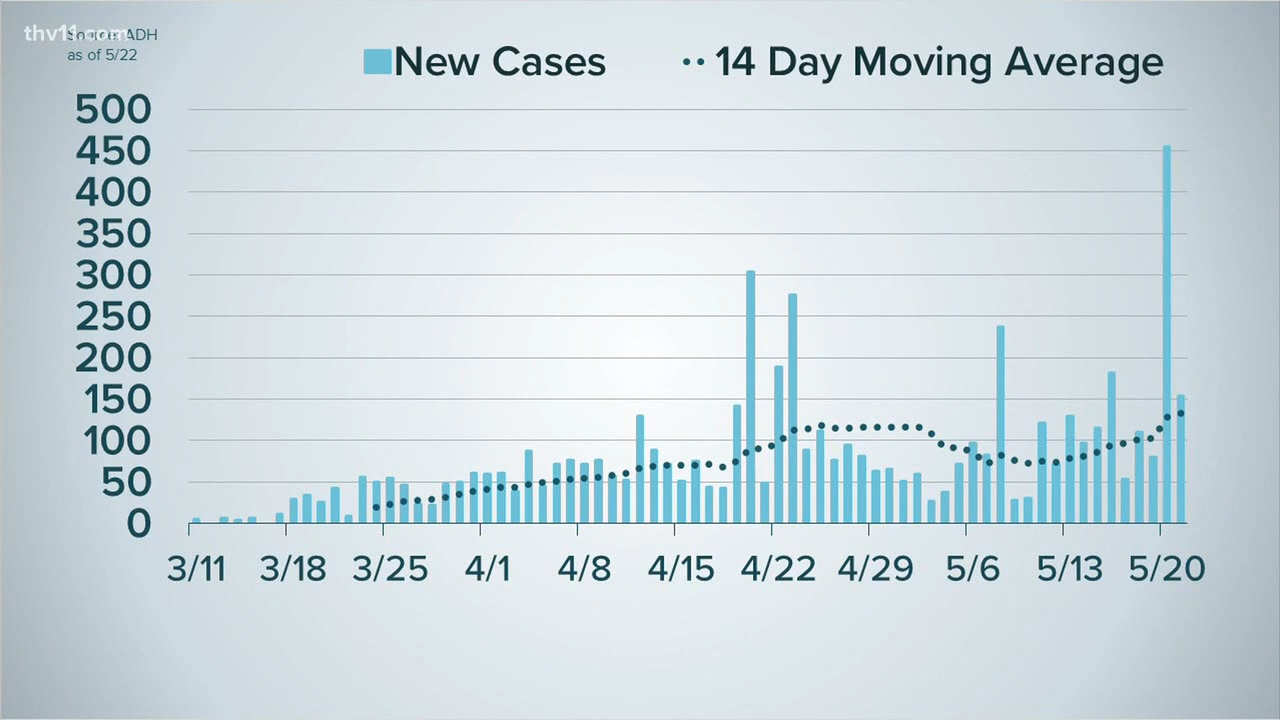 thv11.com
Source: ADH
as of 5/22
New Cases
14 Day Moving Average
500
450
400
350
300
250
200
150
100
50
0
3/11 3/18 3/25 4/1 4/8 4/15 4/22 4/29 5/6 5/13 5/20